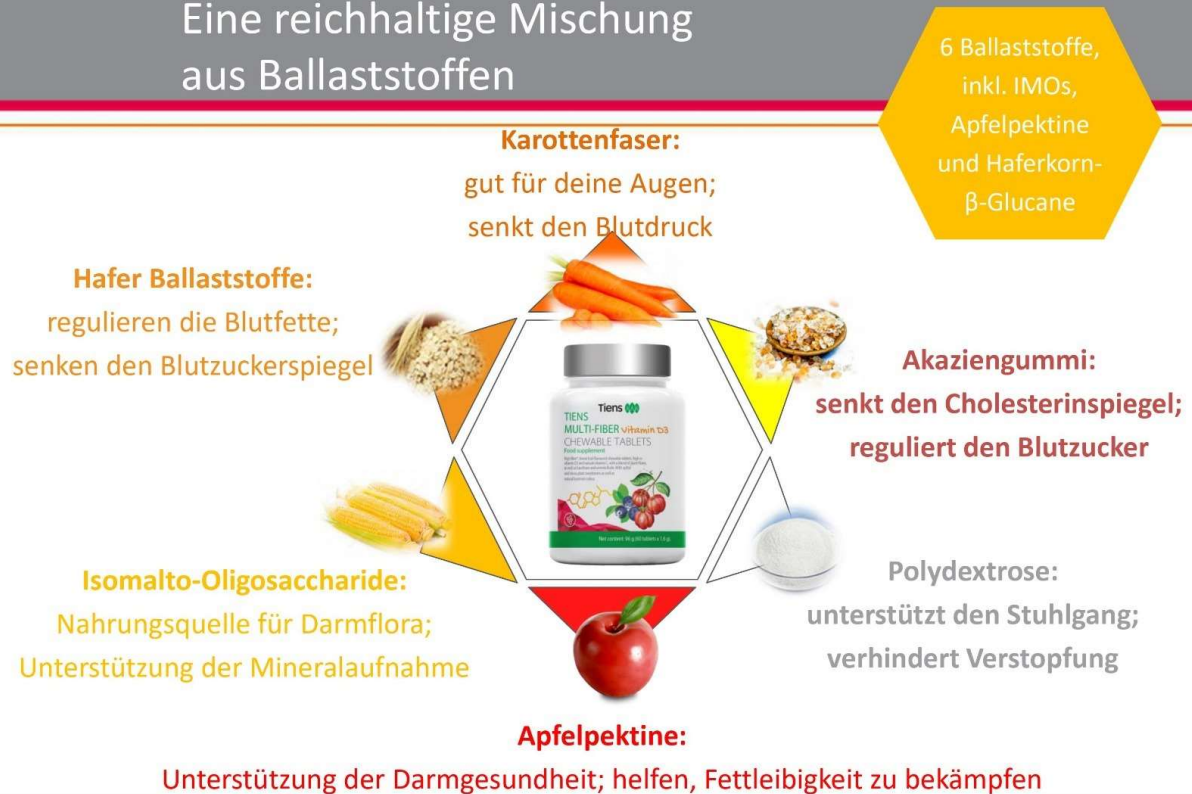 Eine reichhaltige Mischung
aus Ballaststoffen
6 Ballaststoffe,
inkl. IMOs,
Apfelpektine
und Haferkorn-
β-Glucane
Karottenfaser:
gut für deine Augen;
senkt den Blutdruck
Hafer Ballaststoffe:
regulieren die Blutfette;
senken den Blutzuckerspiegel
Akaziengummi:
senkt den Cholesterinspiegel;
reguliert den Blutzucker
Tiens
TIENS
MULTI-FIBER Vitamin D3
CHEWABLE TABLETS
Food supplement
Isomalto-Oligosaccharide:
Nahrungsquelle für Darmflora;
Unterstützung der Mineralaufnahme
Polydextrose:
unterstützt den Stuhlgang;
verhindert Verstopfung
Apfelpektine:
Unterstützung der Darmgesundheit; helfen, Fettleibigkeit zu bekämpfen